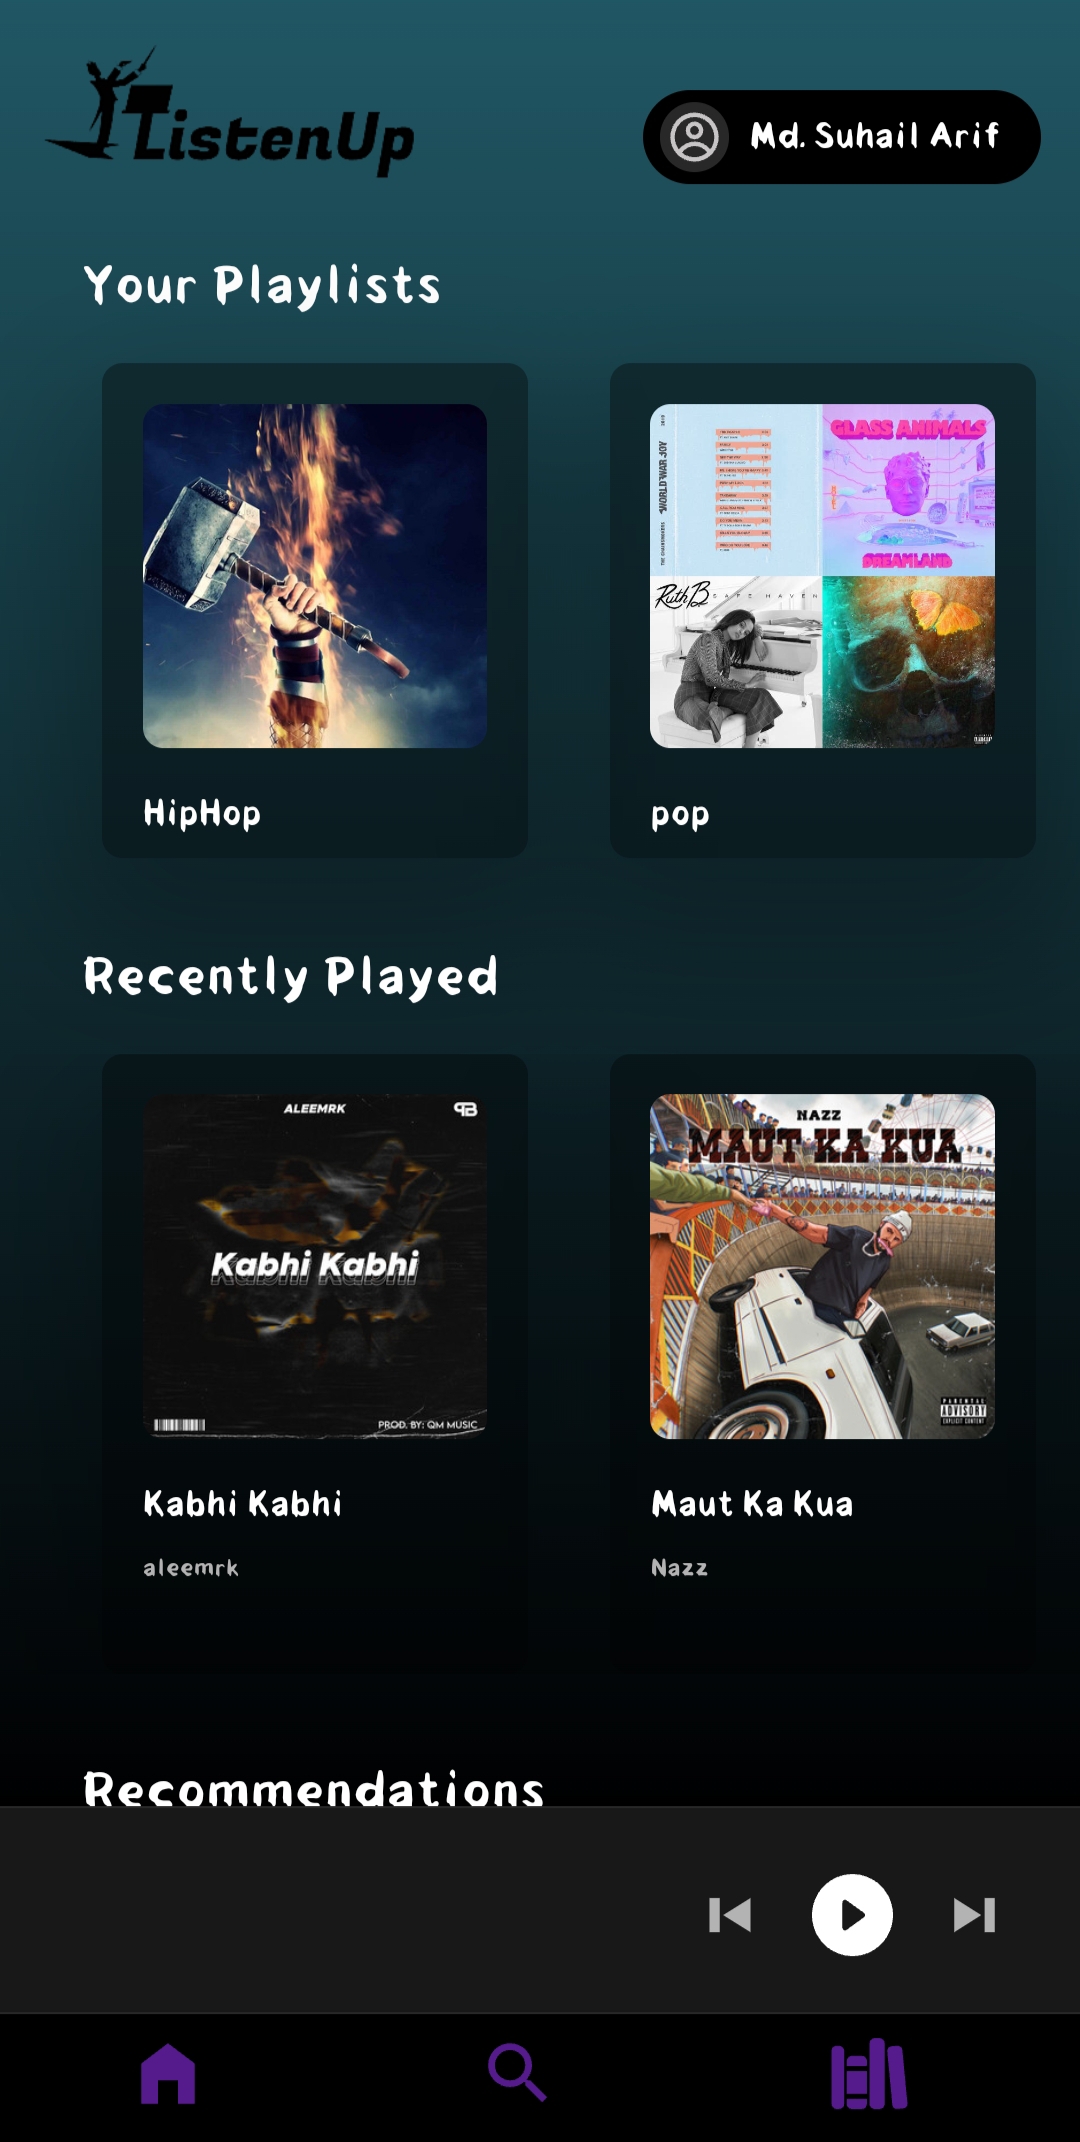 ListenUp
Md. Suhail Arif
Your Playlists
WORLD WAR JOY
THE CHAINSMOKERS
GLASS ANIMALS
DREAMLAND
Ruth B
SAFE HAVEN
HipHop
pop
Recently Played
ALEEMRK
Kabhi Kabhi
PROD. BY: QM MUSIC
NAZZ
MAUT KA KUA
PARENTAL
ADVISORY
EXPLICIT CONTENT
Kabhi Kabhi
aleemrk
Maut Ka Kua
Nazz
Recommendations